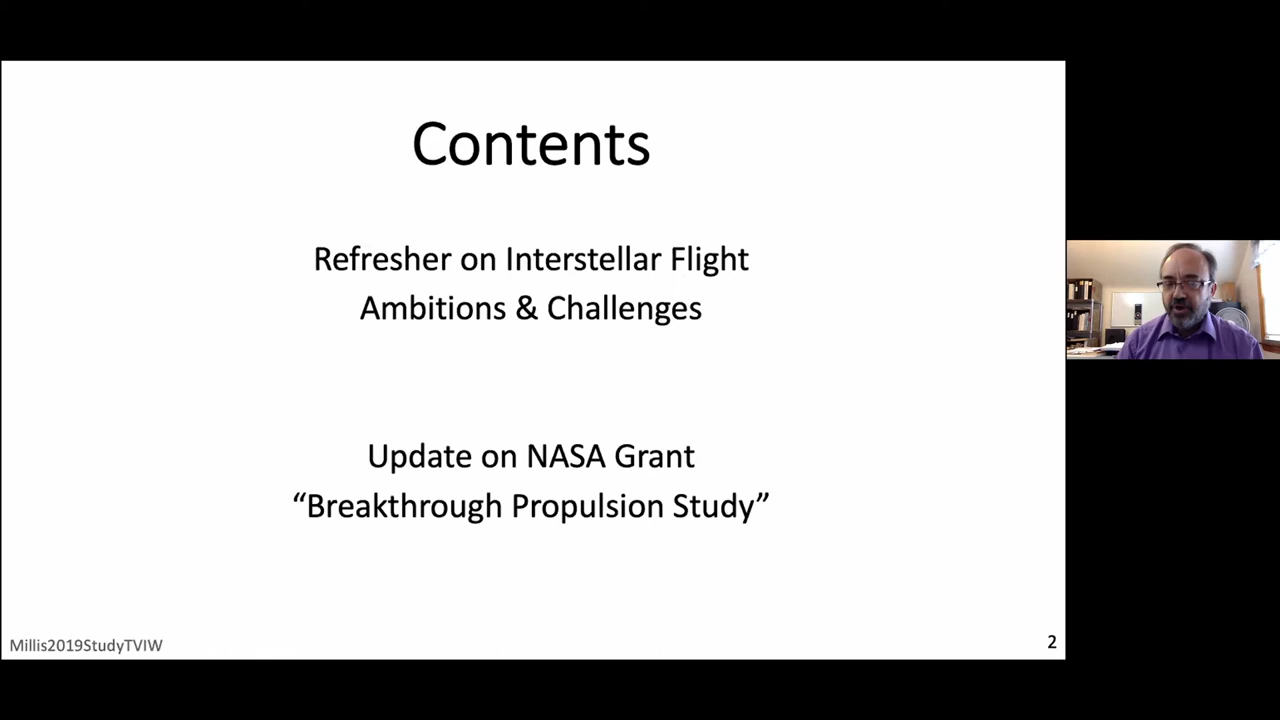 Contents
Refresher on Interstellar Flight
Ambitions & Challenges
Update on NASA Grant
“Breakthrough Propulsion Study”
Millis2019StudyTVIW
2